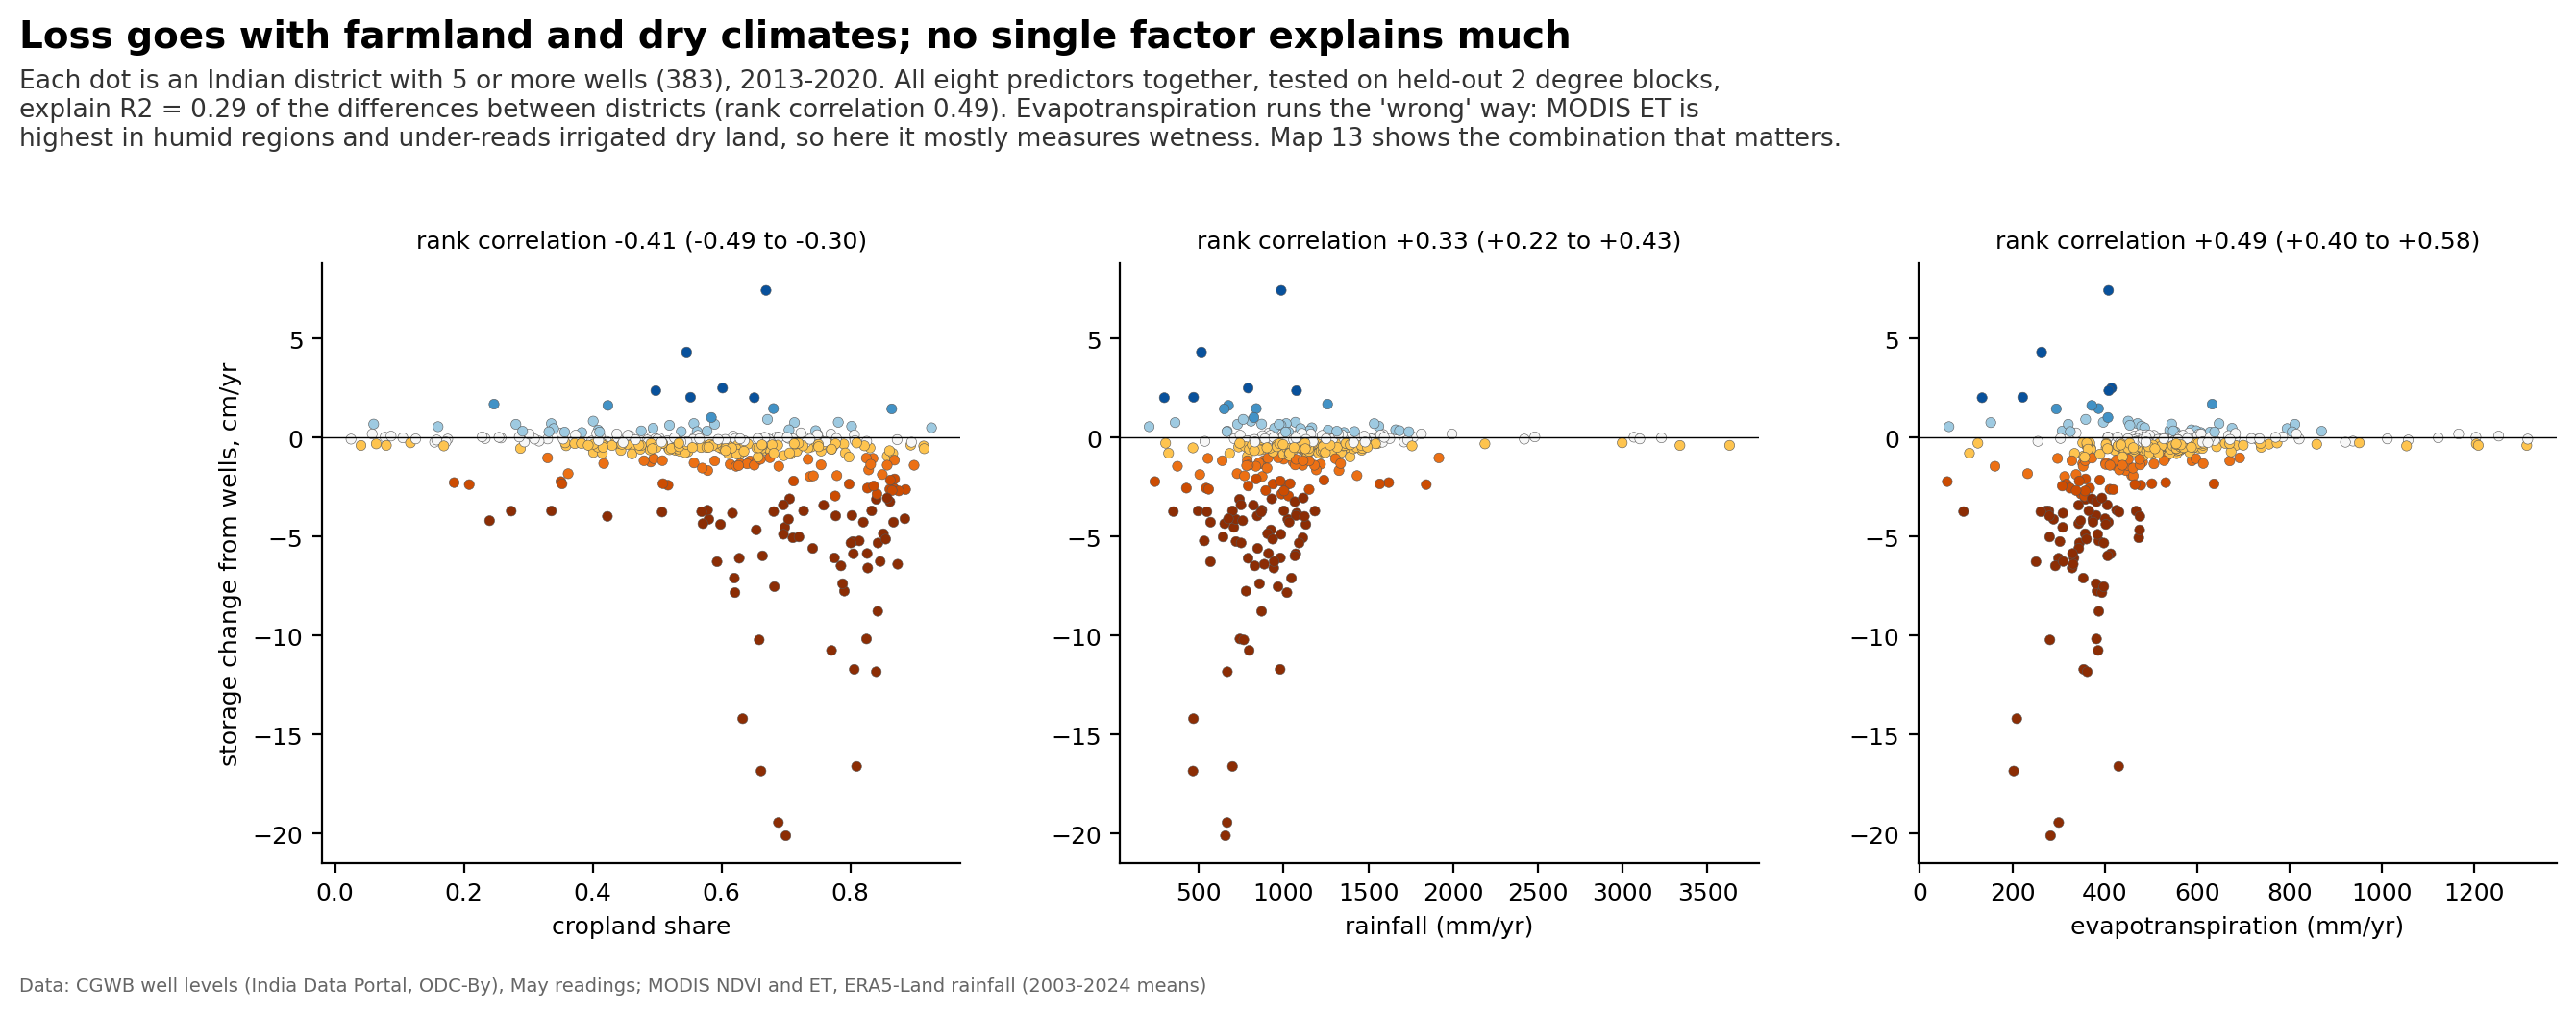 Loss goes with farmland and dry climates; no single factor explains much
Each dot is an Indian district with 5 or more wells (383), 2013-2020. All eight predictors together, tested on held-out 2 degree blocks,
explain R2 = 0.29 of the differences between districts (rank correlation 0.49). Evapotranspiration runs the 'wrong' way: MODIS ET is
highest in humid regions and under-reads irrigated dry land, so here it mostly measures wetness. Map 13 shows the combination that matters.
rank correlation -0.41 (-0.49 to -0.30)
storage change from wells, cm/yr
5
0
−5
−10
−15
−20
0.0 0.2 0.4 0.6 0.8
cropland share
rank correlation +0.33 (+0.22 to +0.43)
5
0
−5
−10
−15
−20
500 1000 1500 2000 2500 3000 3500
rainfall (mm/yr)
rank correlation +0.49 (+0.40 to +0.58)
5
0
−5
−10
−15
−20
0 200 400 600 800 1000 1200
evapotranspiration (mm/yr)
Data: CGWB well levels (India Data Portal, ODC-By), May readings; MODIS NDVI and ET, ERA5-Land rainfall (2003-2024 means)